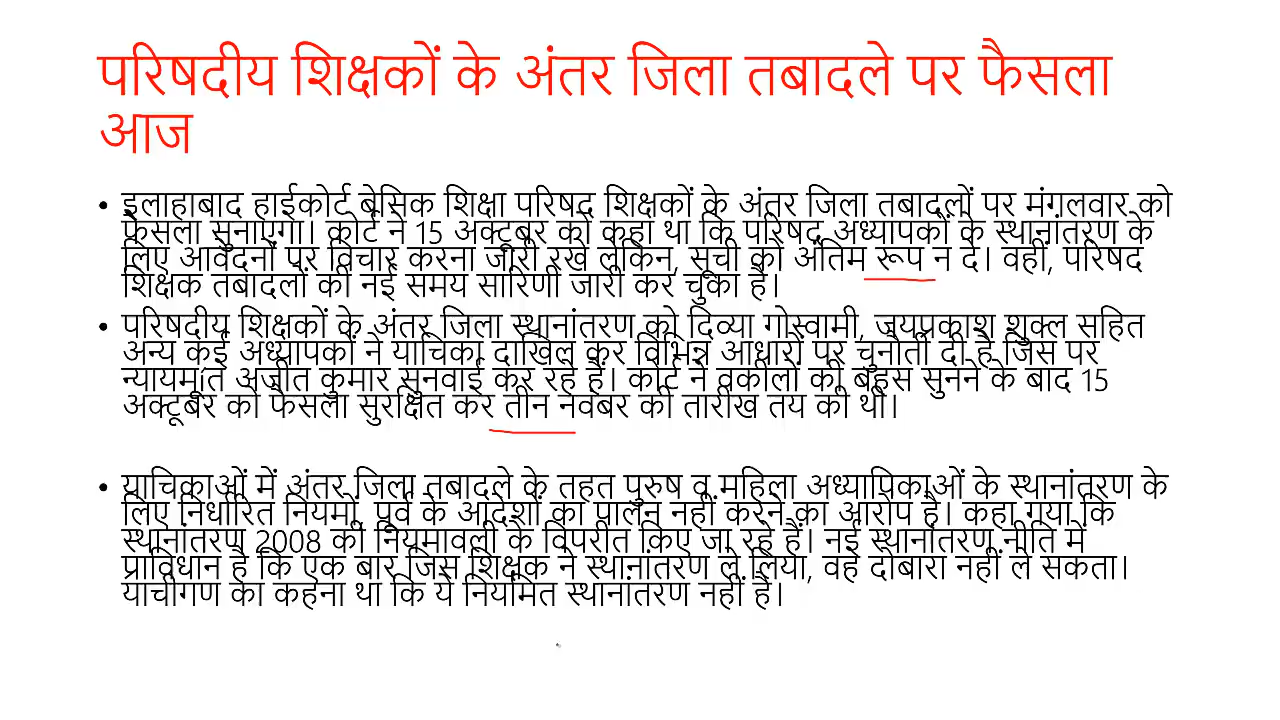 परिषदीय शिक्षकों के अंतर जिला तबादले पर फैसला
आज
• इलाहाबाद हाईकोर्ट बेसिक शिक्षा परिषद शिक्षकों के अंतर जिला तबादलों पर मंगलवार को
फैसला सुनाएगा। कोर्ट ने 15 अक्टूबर को कहा था कि परिषद अध्यापकों के स्थानांतरण के
लिए आवेदनों पर विचार करना जारी रखे लेकिन, सूची को अंतिम रूप न दे। वहीं, परिषद
शिक्षक तबादलों की नई समय सारिणी जारी कर चुका है।
• परिषदीय शिक्षकों के अंतर जिला स्थानांतरण को दिव्या गोस्वामी, जयप्रकाश शुक्ल सहित
अन्य कई अध्यापकों ने याचिका दाखिल कर विभिन्न आधारों पर चुनौती दी है जिस पर
न्यायमूर्ति अजीत कुमार सुनवाई कर रहे हैं। कोर्ट ने वकीलों की बहस सुनने के बाद 15
अक्टूबर को फैसला सुरक्षित कर तीन नवंबर की तारीख तय की थी।
• याचिकाओं में अंतर जिला तबादले के तहत पुरुष व महिला अध्यापिकाओं के स्थानांतरण के
लिए निर्धारित नियमों, पूर्व के आदेशों का पालन नहीं करने का आरोप है। कहा गया कि
स्थानांतरण 2008 की नियमावली के विपरीत किए जा रहे हैं। नई स्थानांतरण नीति में
प्राविधान है कि एक बार जिस शिक्षक ने स्थानांतरण ले लिया, वह दोबारा नहीं ले सकता।
याचीगण का कहना था कि ये नियमित स्थानांतरण नहीं हैं।